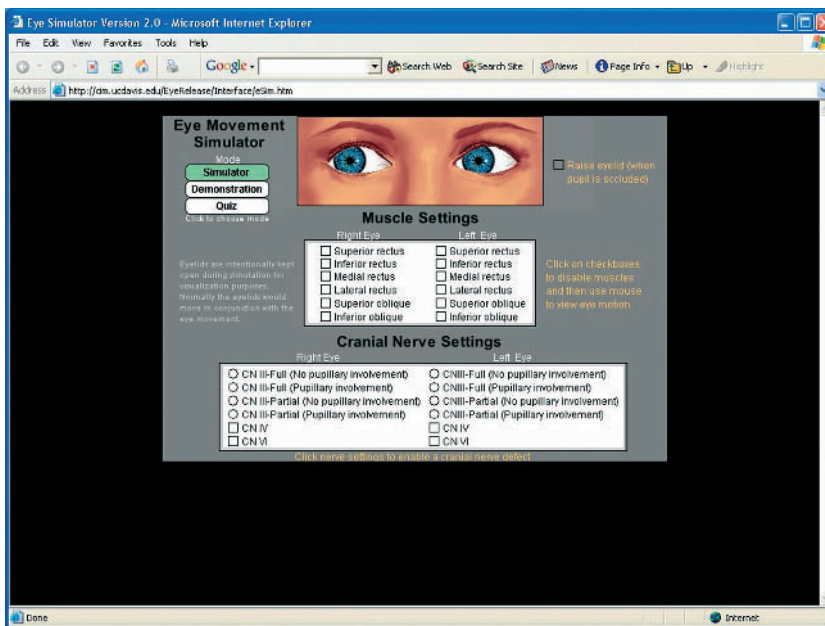 Eye Simulator Version 2.0 - Microsoft Internet Explorer
File Edit View Favorites Tools Help
Google Search Web Search Site News Page Info Up Highlight
Address http://cim.ucdavis.edu/EyeRelease/Interface/eSim.htm
Eye Movement
Simulator
Mode
Simulator
Demonstration
Quiz
Click to choose mode
Raise eyelid (when
pupil is occluded)
Muscle Settings
Right Eye Left Eye
Superior rectus Superior rectus
Inferior rectus Inferior rectus
Medial rectus Medial rectus
Lateral rectus Lateral rectus
Superior oblique Superior oblique
Inferior oblique Inferior oblique
Eyelids are intentionally kept
open during simulation for
visualization purposes.
Normally the eyelids would
move in conjunction with the
eye movement.
Click on checkboxes
to disable muscles
and then use mouse
to view eye motion.
Cranial Nerve Settings
Right Eye Left Eye
CN III-Full (No pupillary involvement) CNIII-Full (No pupillary involvement)
CN III-Full (Pupillary involvement) CNIII-Full (Pupillary involvement)
CN III-Partial (No pupillary involvement) CNIII-Partial (No pupillary involvement)
CN III-Partial (Pupillary involvement) CNIII-Partial (Pupillary involvement)
CN IV CN IV
CN VI CN VI
Click nerve settings to enable a cranial nerve defect
Done Internet